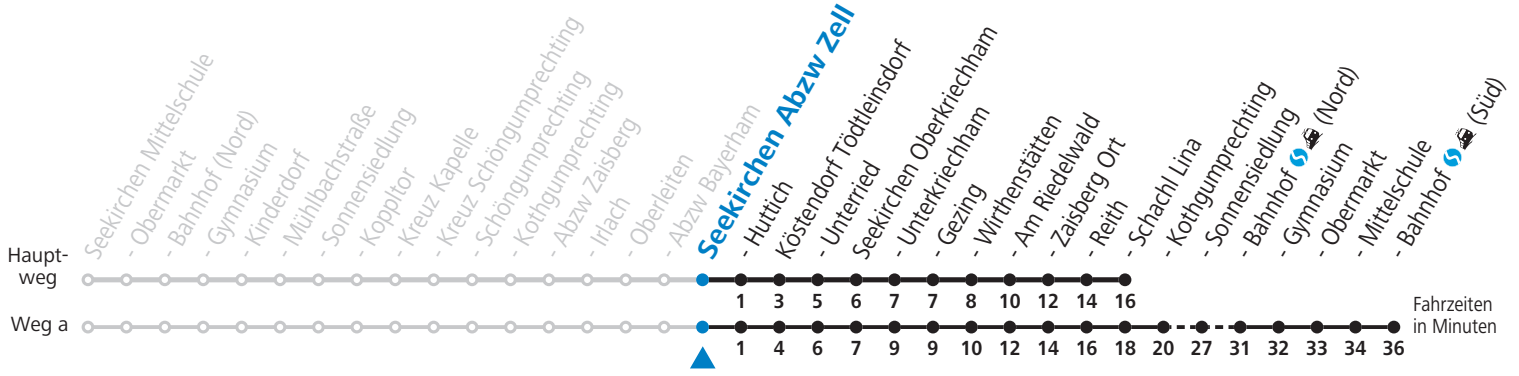 Seekirchen Mittelschule
- Obermarkt
- Bahnhof (Nord)
- Gymnasium
- Kinderdorf
- Mühlbachstraße
- Sonnensiedlung
- Koppltor
- Kreuz Kapelle
- Kreuz Schöngumprechting
- Schöngumprechting
- Kothgumprechting
- Abzw Zaisberg
- Irlach
- Oberleiten
- Abzw Bayerham
Seekirchen Abzw Zell
- Huttich
Köstendorf Tödtleinsdorf
- Unterried
Seekirchen Oberkriechham
- Unterkriechham
- Gezing
- Wirthenstätten
- Am Riedelwald
- Zaisberg Ort
- Reith
- Schachl Lina
- Kothgumprechting
- Sonnensiedlung
- Bahnhof (Nord)
- Gymnasium
- Obermarkt
- Mittelschule
- Bahnhof (Süd)
Haupt-
weg
1 3 5 6 7 7 8 10 12 14 16
Weg a
1 4 6 7 9 9 10 12 14 16 18 20 27 31 32 33 34 36
Fahrzeiten
in Minuten